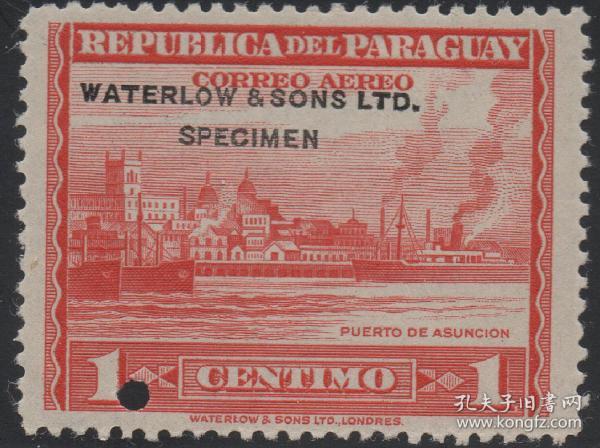 REPUBLICA DEL PARAGUAY
CORREO AEREO
WATERLOW & SONS LTD.
SPECIMEN
PUERTO DE ASUNCION
1 CENTIMO 1
WATERLOW & SONS LTD., LONDRES.
孔夫子旧书网
kongfz.com